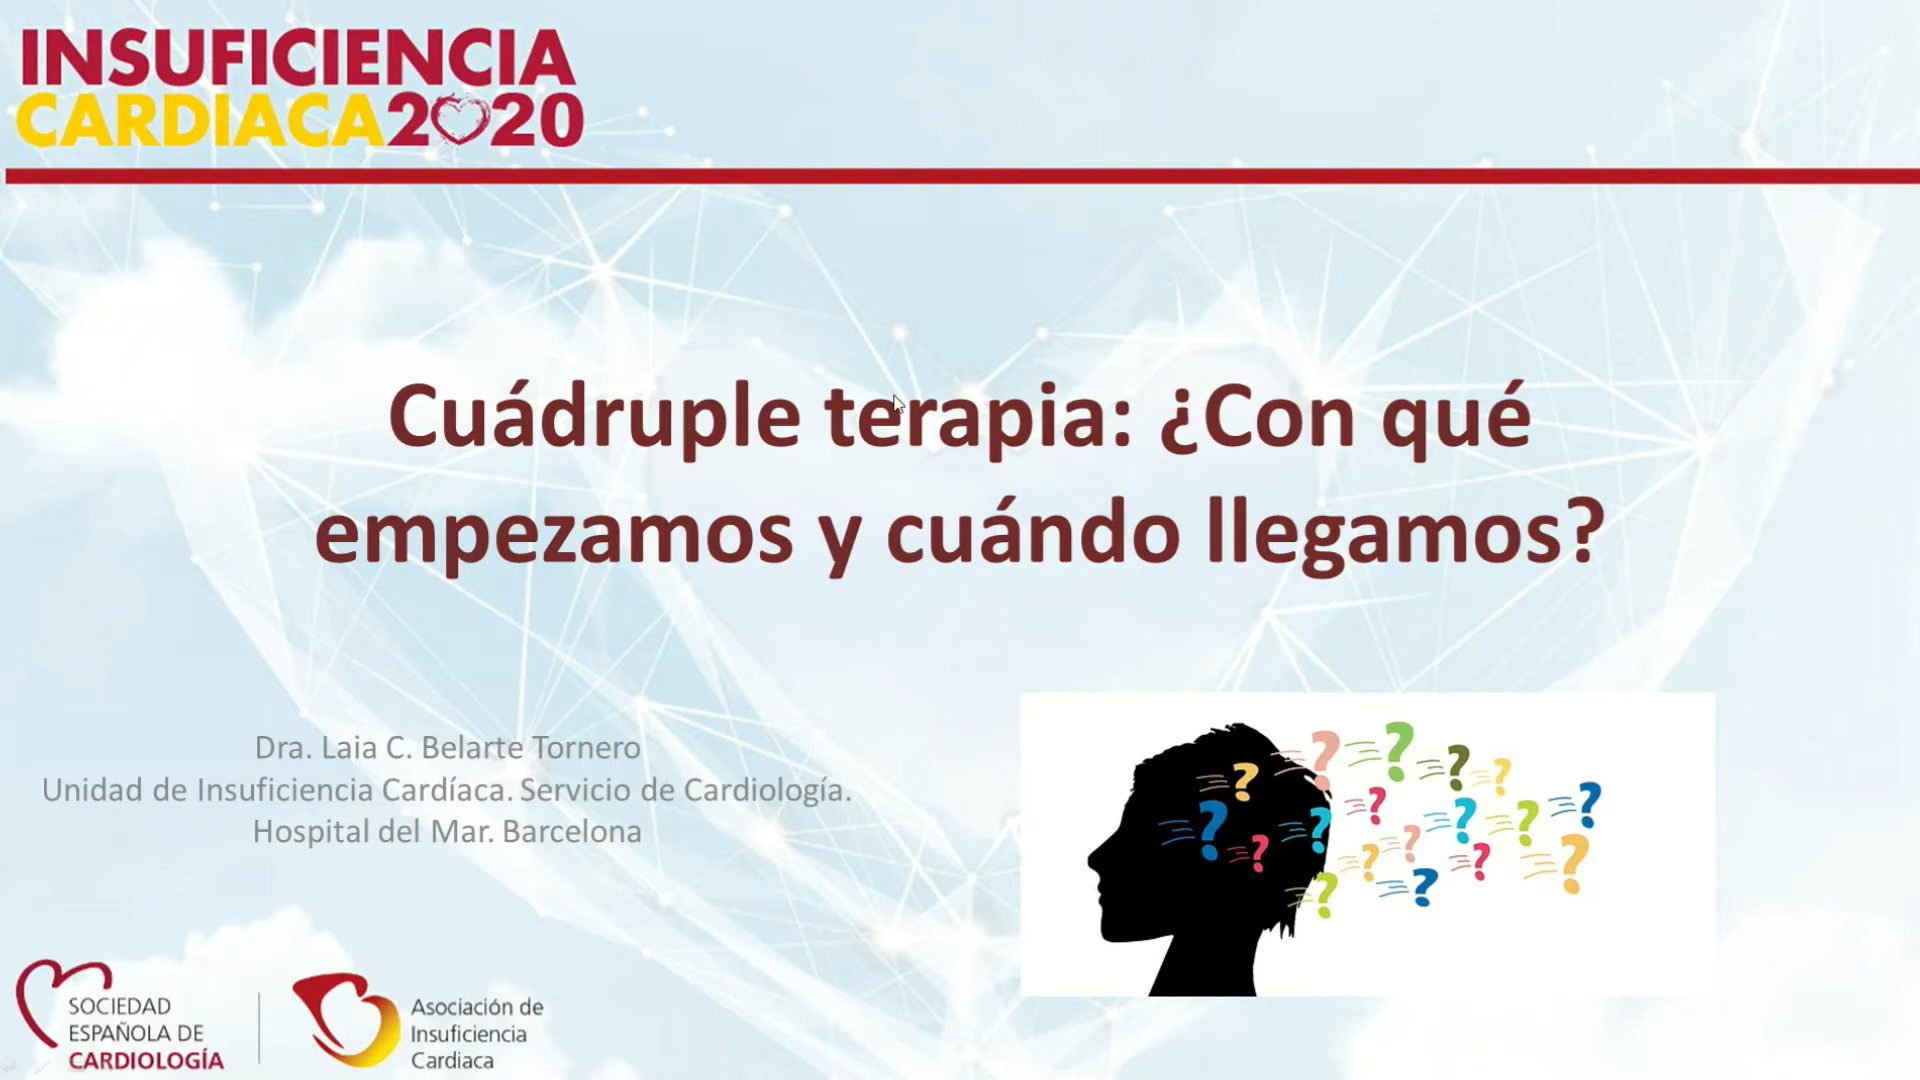 INSUFICIENCIA
CARDIACA2020
Cuádruple terapia: ¿Con qué
empezamos y cuándo llegamos?
Dra. Laia C. Belarte Tornero
Unidad de Insuficiencia Cardíaca. Servicio de Cardiología.
Hospital del Mar. Barcelona
? ? ? ? ? ? ? ? ? ? ? ? ? ? ? ? ?
SOCIEDAD
ESPAÑOLA DE
CARDIOLOGÍA
Asociación de
Insuficiencia
Cardiaca